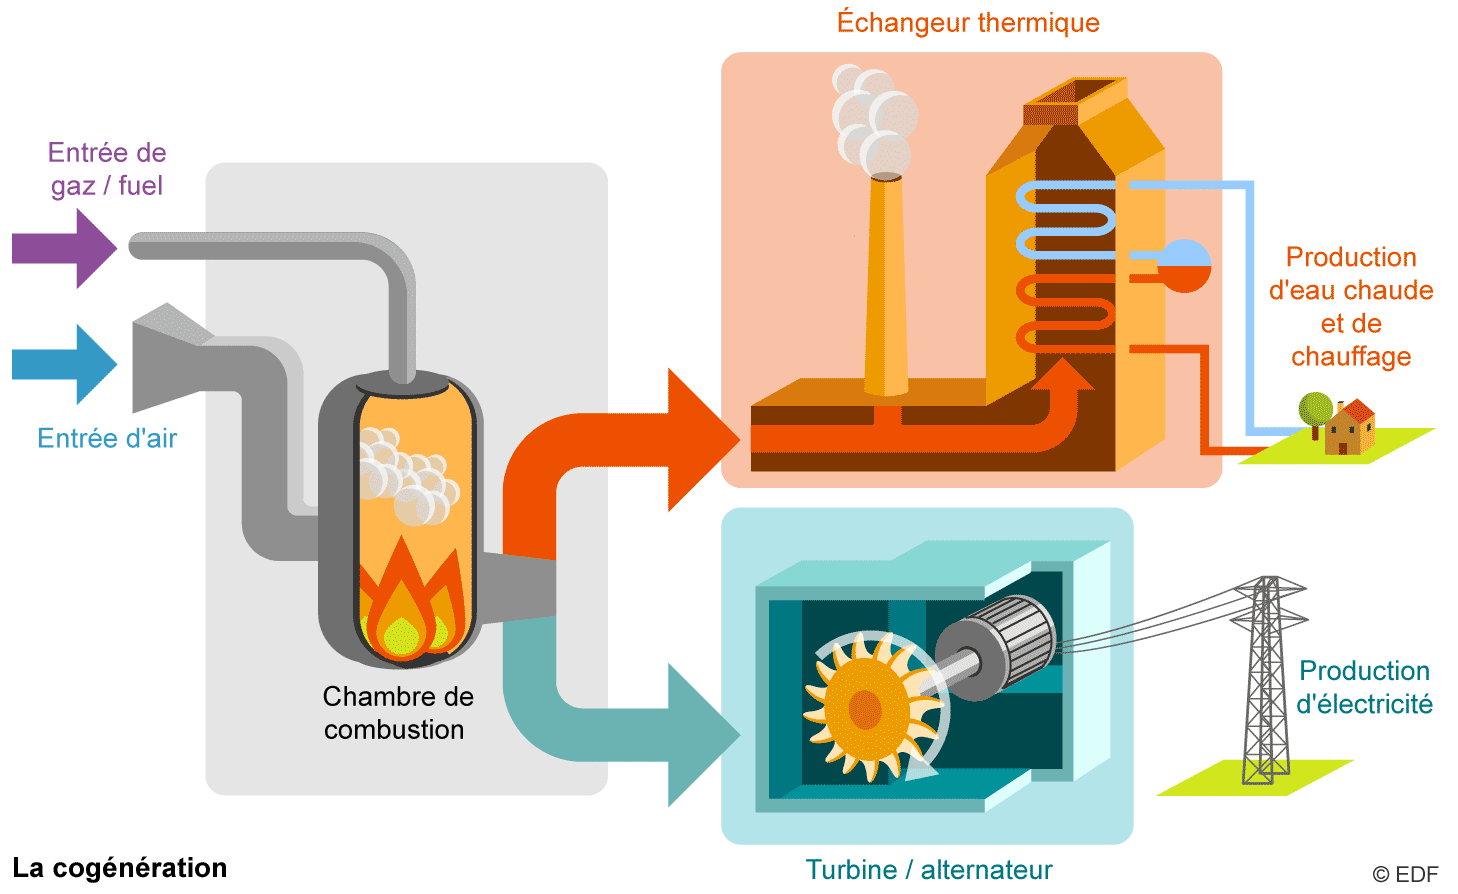 Échangeur thermique
Entrée de
gaz / fuel
Entrée d'air
Chambre de
combustion
Production
d'eau chaude
et de
chauffage
Production
d'électricité
Turbine / alternateur
La cogénération
© EDF